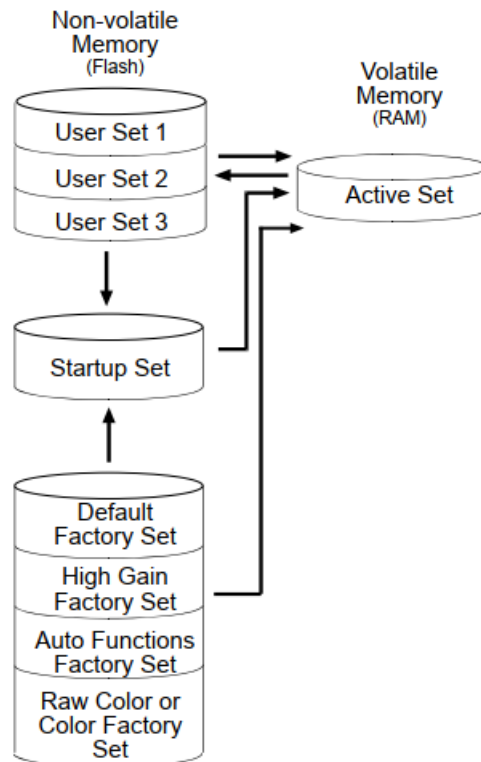 Non-volatile
Memory
(Flash)
Volatile
Memory
(RAM)
User Set 1
User Set 2
User Set 3
Active Set
Startup Set
Default
Factory Set
High Gain
Factory Set
Auto Functions
Factory Set
Raw Color or
Color Factory
Set